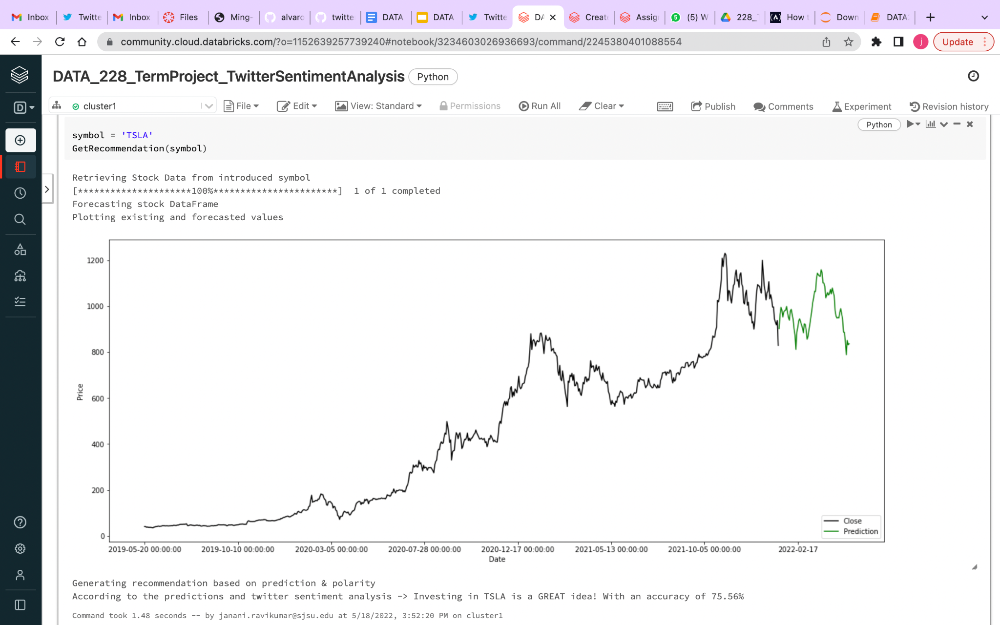 Inbox Twitte Inbox Files Ming- alvaro twitte DATA DATA Twitte DA Create Assig (5) W 228_ How t Down DATA
community.cloud.databricks.com/?o=1152639257739240#notebook/3234603026936693/command/2245380401088554 j Update
DATA_228_TermProject_TwitterSentimentAnalysis Python
D cluster1 File Edit View: Standard Permissions Run All Clear Publish Comments Experiment Revision history
Python
symbol = 'TSLA'
GetRecommendation(symbol)
Retrieving Stock Data from introduced symbol
[*********************100%***********************]  1 of 1 completed
Forecasting stock DataFrame
Plotting existing and forecasted values
1200
1000
800
600
400
200
0
Price
Close
Prediction
2019-05-20 00:00:00 2019-10-10 00:00:00 2020-03-05 00:00:00 2020-07-28 00:00:00 2020-12-17 00:00:00 2021-05-13 00:00:00 2021-10-05 00:00:00 2022-02-17
Date
Generating recommendation based on prediction & polarity
According to the predictions and twitter sentiment analysis -> Investing in TSLA is a GREAT idea! With an accuracy of 75.56%
Command took 1.48 seconds -- by janani.ravikumar@sjsu.edu at 5/18/2022, 3:52:20 PM on cluster1